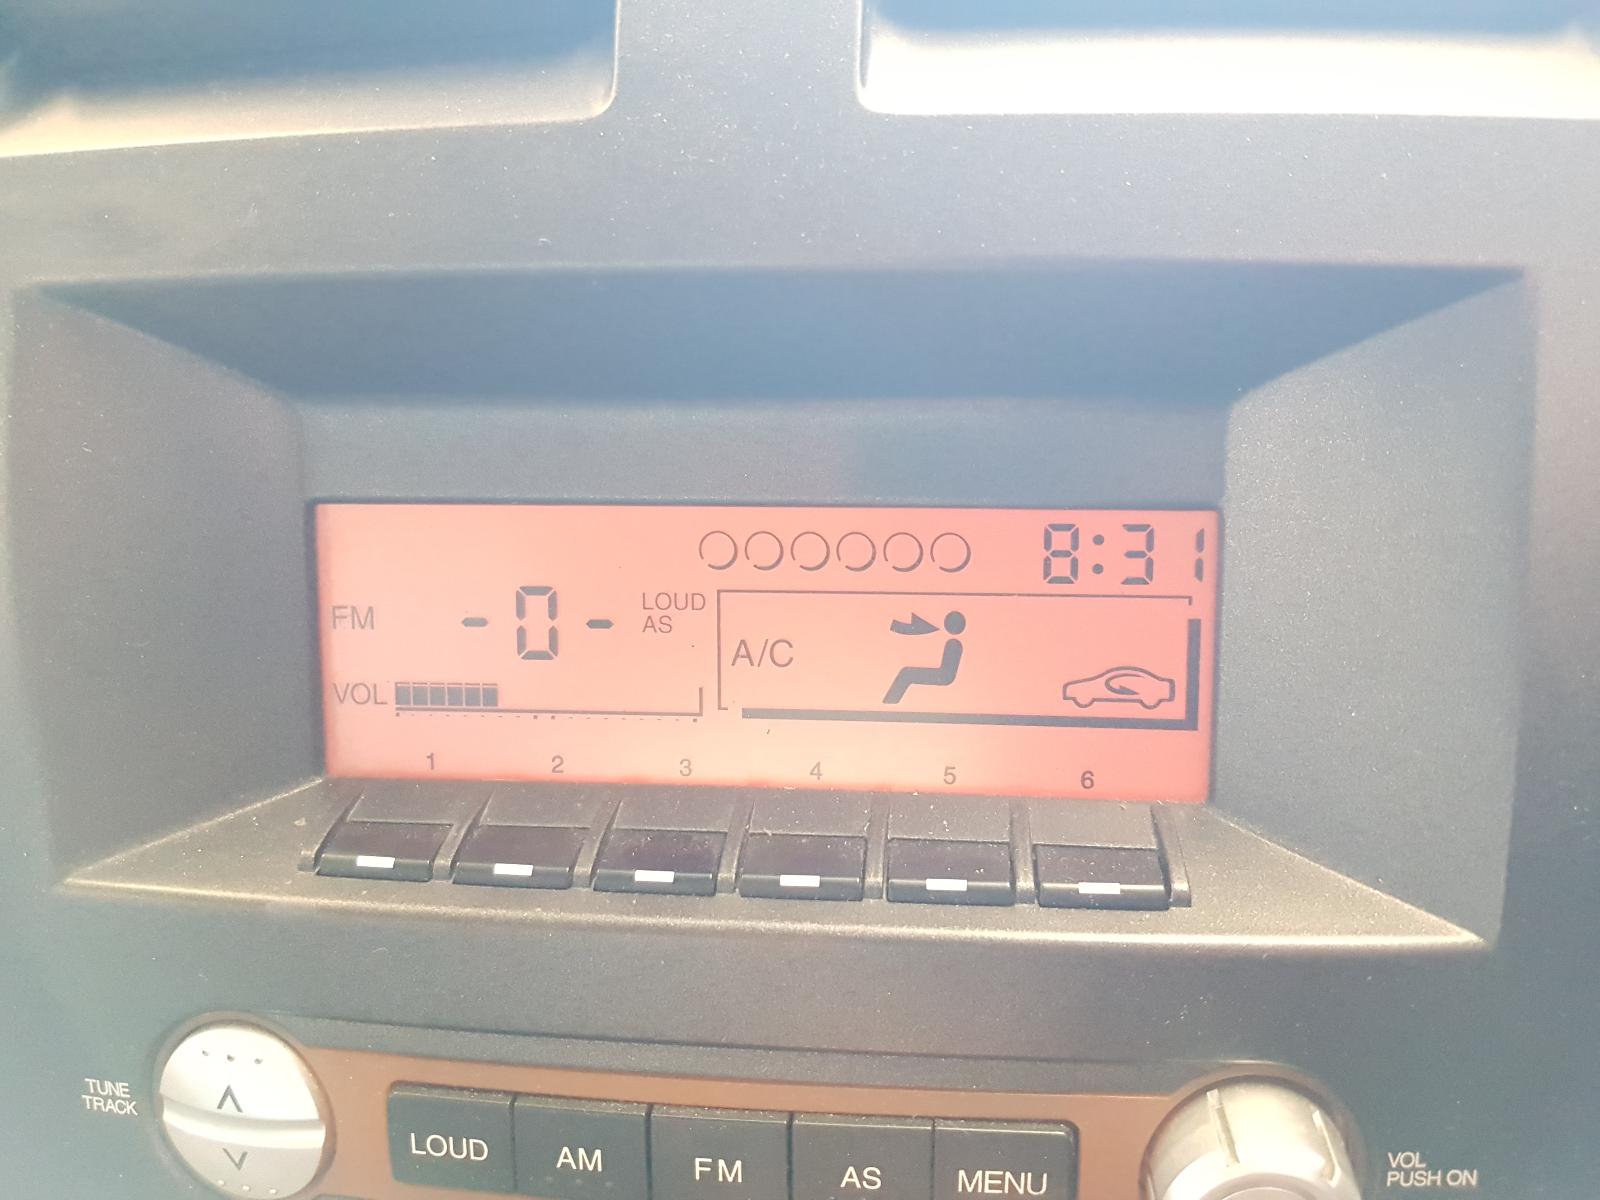 8:31
FM -0- LOUD
AS
A/C
VOL
1 2 3 4 5 6
TUNE
TRACK
LOUD AM FM AS MENU
VOL
PUSH ON